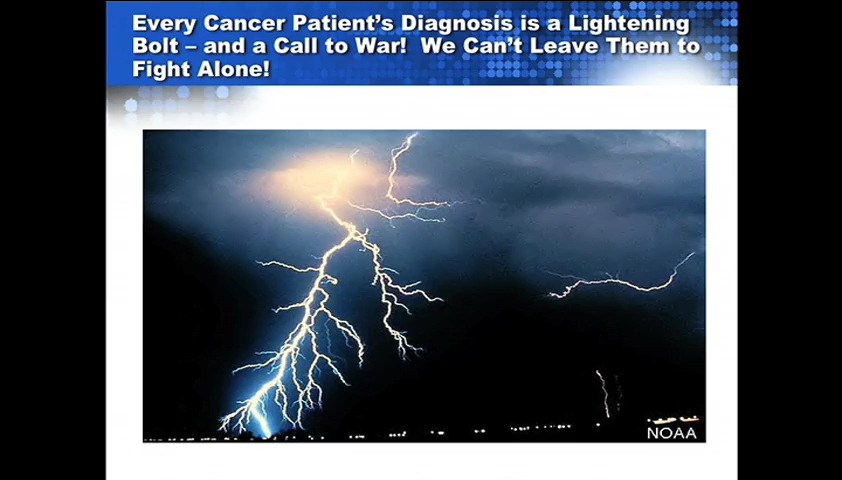 Every Cancer Patient’s Diagnosis is a Lightening
Bolt – and a Call to War!  We Can’t Leave Them to
Fight Alone!
NOAA